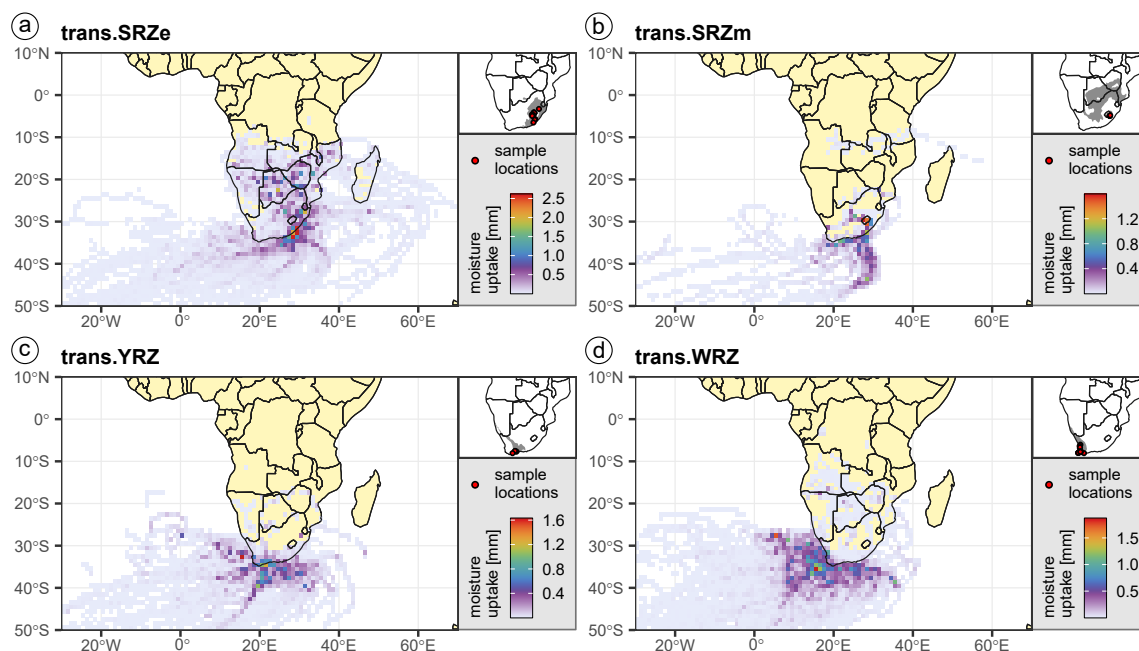 a trans.SRZe
10°N
0°
10°S
20°S
30°S
40°S
50°S
20°W 0° 20°E 40°E 60°E
sample
locations
moisture
uptake [mm]
2.5
2.0
1.5
1.0
0.5
b trans.SRZm
10°N
0°
10°S
20°S
30°S
40°S
50°S
20°W 0° 20°E 40°E 60°E
sample
locations
moisture
uptake [mm]
1.2
0.8
0.4
c trans.YRZ
10°N
0°
10°S
20°S
30°S
40°S
50°S
20°W 0° 20°E 40°E 60°E
sample
locations
moisture
uptake [mm]
1.6
1.2
0.8
0.4
d trans.WRZ
10°N
0°
10°S
20°S
30°S
40°S
50°S
20°W 0° 20°E 40°E 60°E
sample
locations
moisture
uptake [mm]
1.5
1.0
0.5